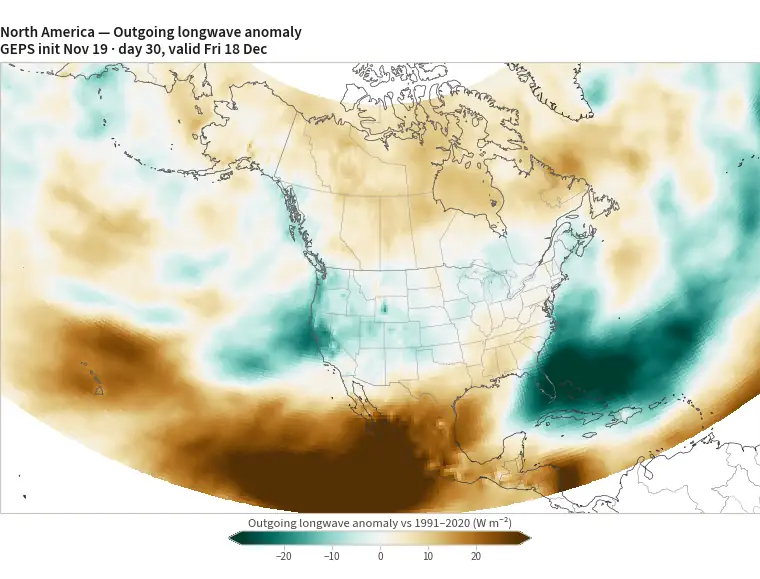 North America — Outgoing longwave anomaly
GEPS init Nov 19 · day 30, valid Fri 18 Dec
Outgoing longwave anomaly vs 1991–2020 (W m⁻²)
−20 −10 0 10 20